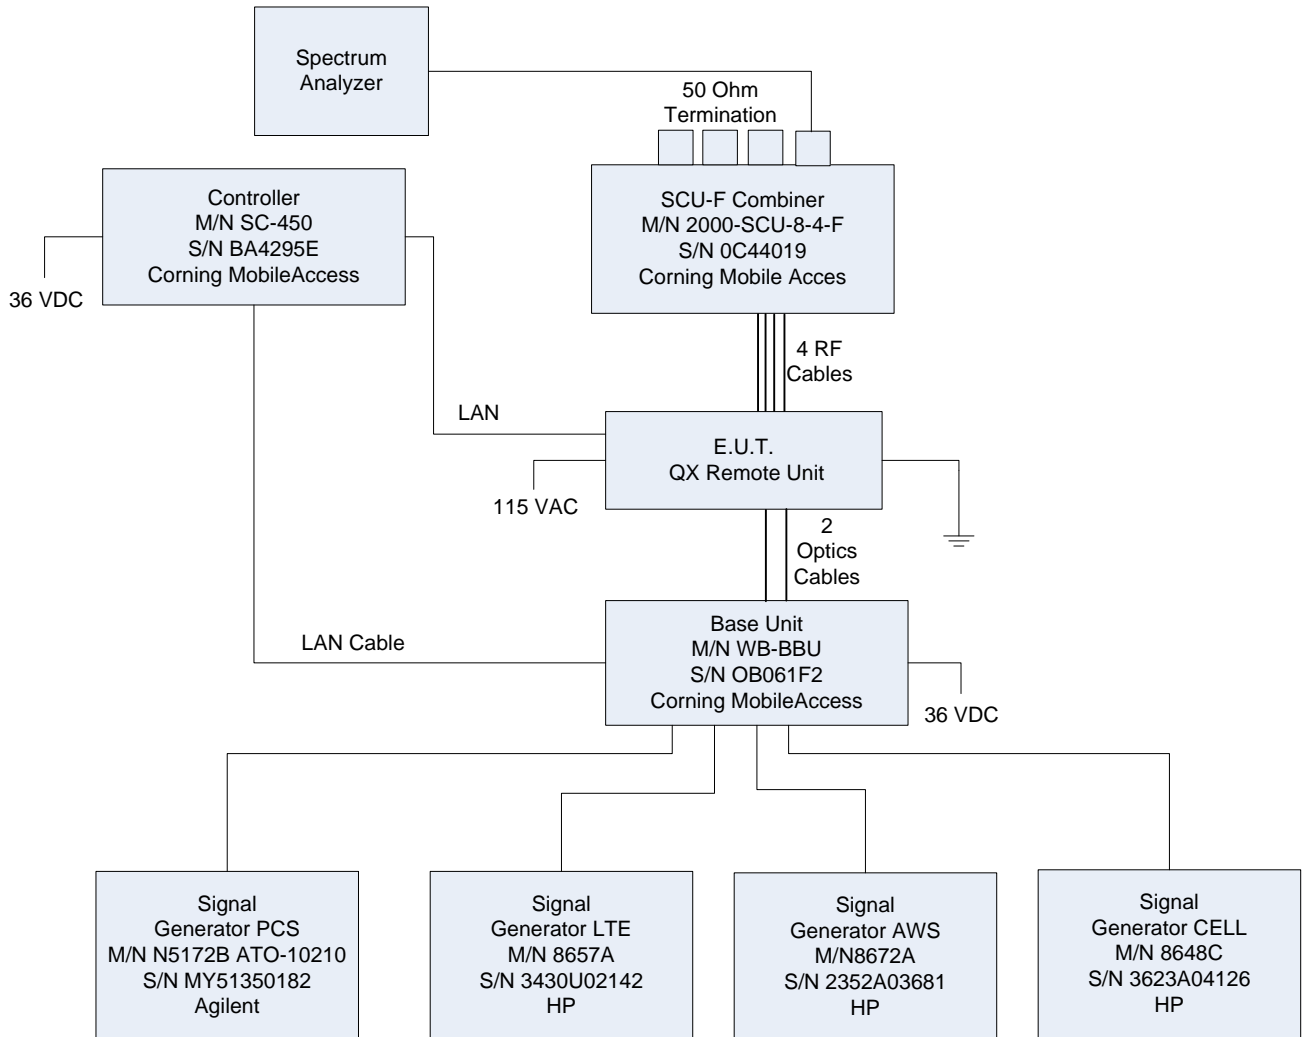 Spectrum
Analyzer
50 Ohm
Termination
Controller
M/N SC-450
S/N BA4295E
Corning MobileAccess
SCU-F Combiner
M/N 2000-SCU-8-4-F
S/N 0C44019
Corning Mobile Acces
36 VDC
4 RF
Cables
LAN
E.U.T.
QX Remote Unit
115 VAC
2
Optics
Cables
LAN Cable
Base Unit
M/N WB-BBU
S/N OB061F2
Corning MobileAccess
36 VDC
Signal
Generator PCS
M/N N5172B ATO-10210
S/N MY51350182
Agilent
Signal
Generator LTE
M/N 8657A
S/N 3430U02142
HP
Signal
Generator AWS
M/N8672A
S/N 2352A03681
HP
Signal
Generator CELL
M/N 8648C
S/N 3623A04126
HP